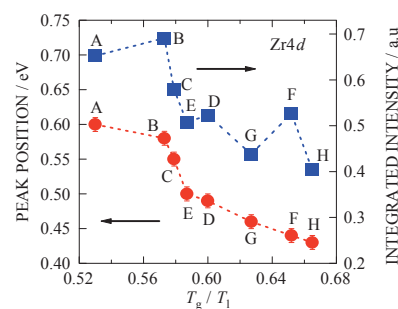 Zr4d
PEAK POSITION / eV
0.75
0.70
0.65
0.60
0.55
0.50
0.45
0.40
A
B
C
E
D
G
F
H
A
B
C
E
D
G
F
H
0.7
0.6
0.5
0.4
0.3
0.2
INTEGRATED INTENSITY / a.u
0.52 0.56 0.60 0.64 0.68
Tg / Tl